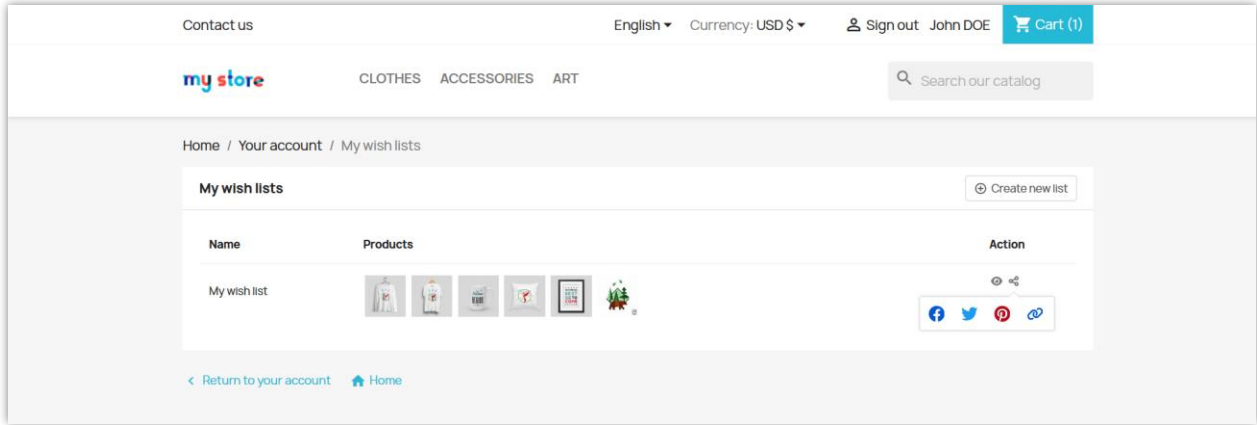 Contact us English Currency: USD $ Sign out John DOE Cart (1)
my store CLOTHES ACCESSORIES ART Search our catalog
Home / Your account / My wish lists
My wish lists Create new list
Name Products Action
My wish list
Return to your account Home